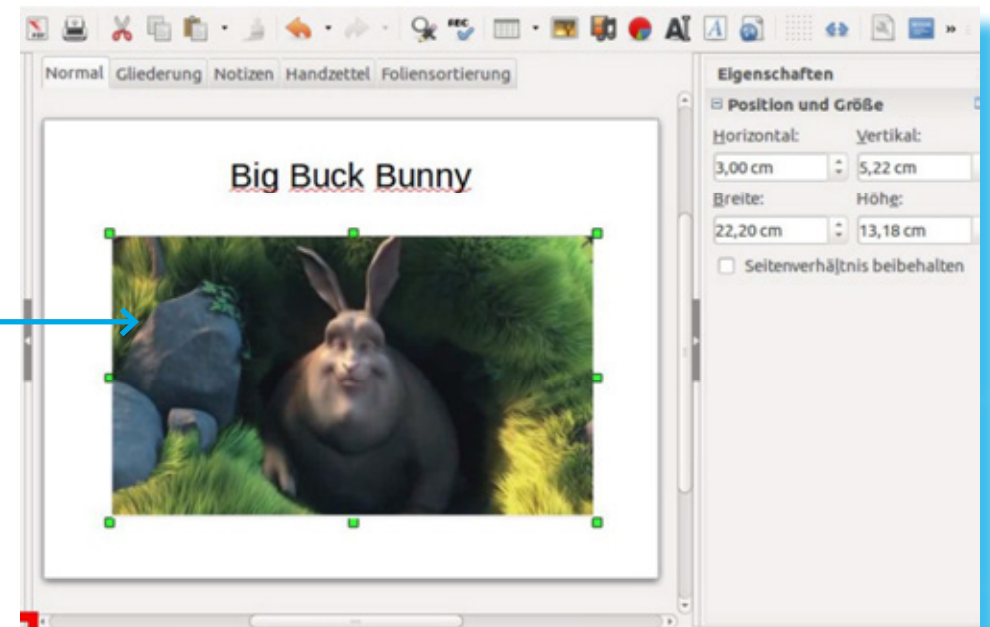 Normal Gliederung Notizen Handzettel Foliensortierung
Big Buck Bunny
Eigenschaften
Position und Größe
Horizontal: Vertikal:
3,00 cm 5,22 cm
Breite: Höhe:
22,20 cm 13,18 cm
Seitenverhältnis beibehalten